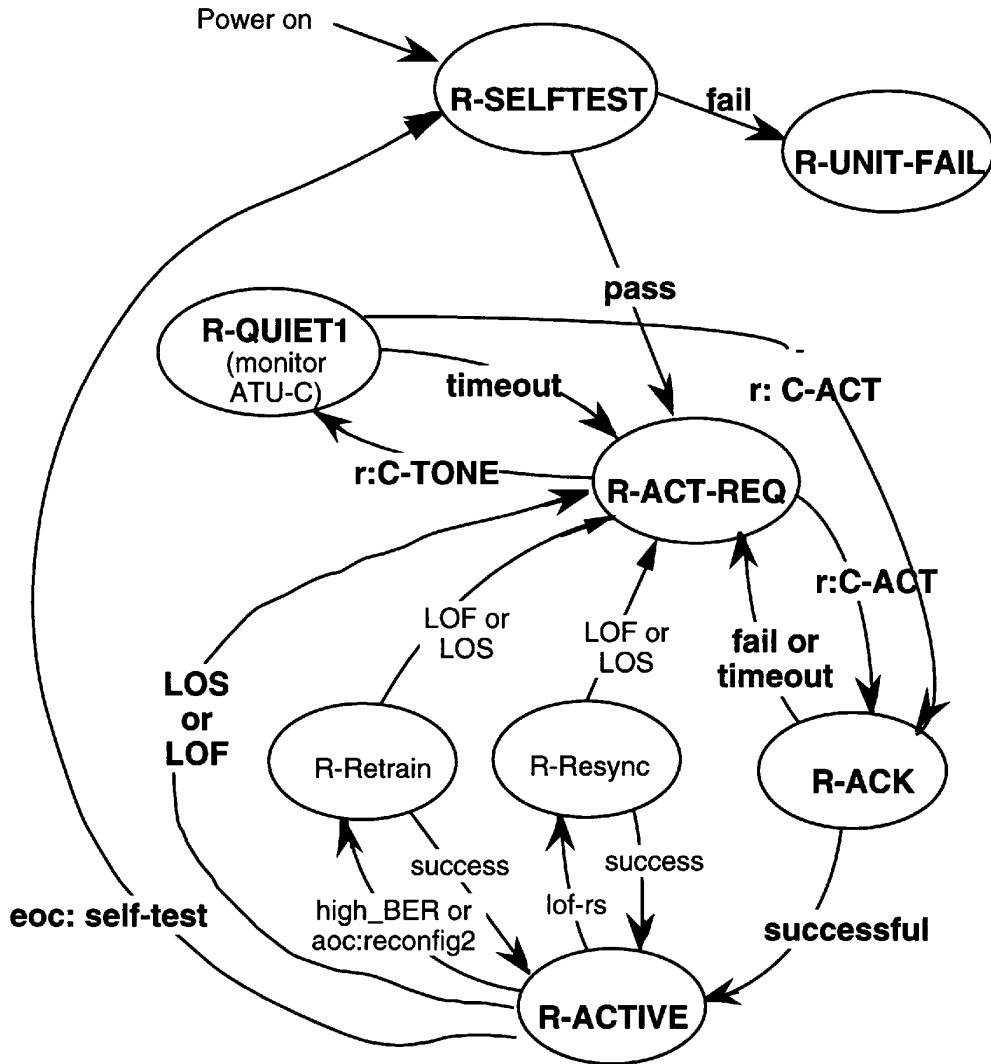 Power on
R-SELFTEST
fail
R-UNIT-FAIL
pass
R-QUIET1
(monitor
ATU-C)
timeout
r: C-ACT
r:C-TONE
R-ACT-REQ
r:C-ACT
LOF or
LOS
LOF or
LOS
fail or
timeout
LOS
or
LOF
R-Retrain
R-Resync
R-ACK
success
success
high_BER or
aoc:reconfig2
lof-rs
eoc: self-test
successful
R-ACTIVE